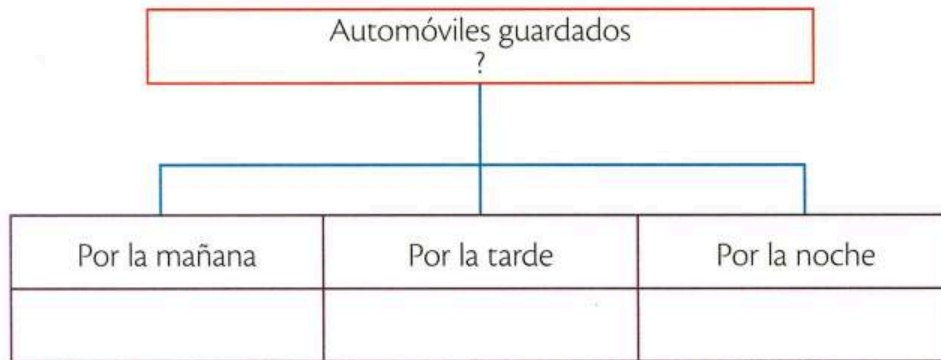 Automóviles guardados
?
Por la mañana
Por la tarde
Por la noche